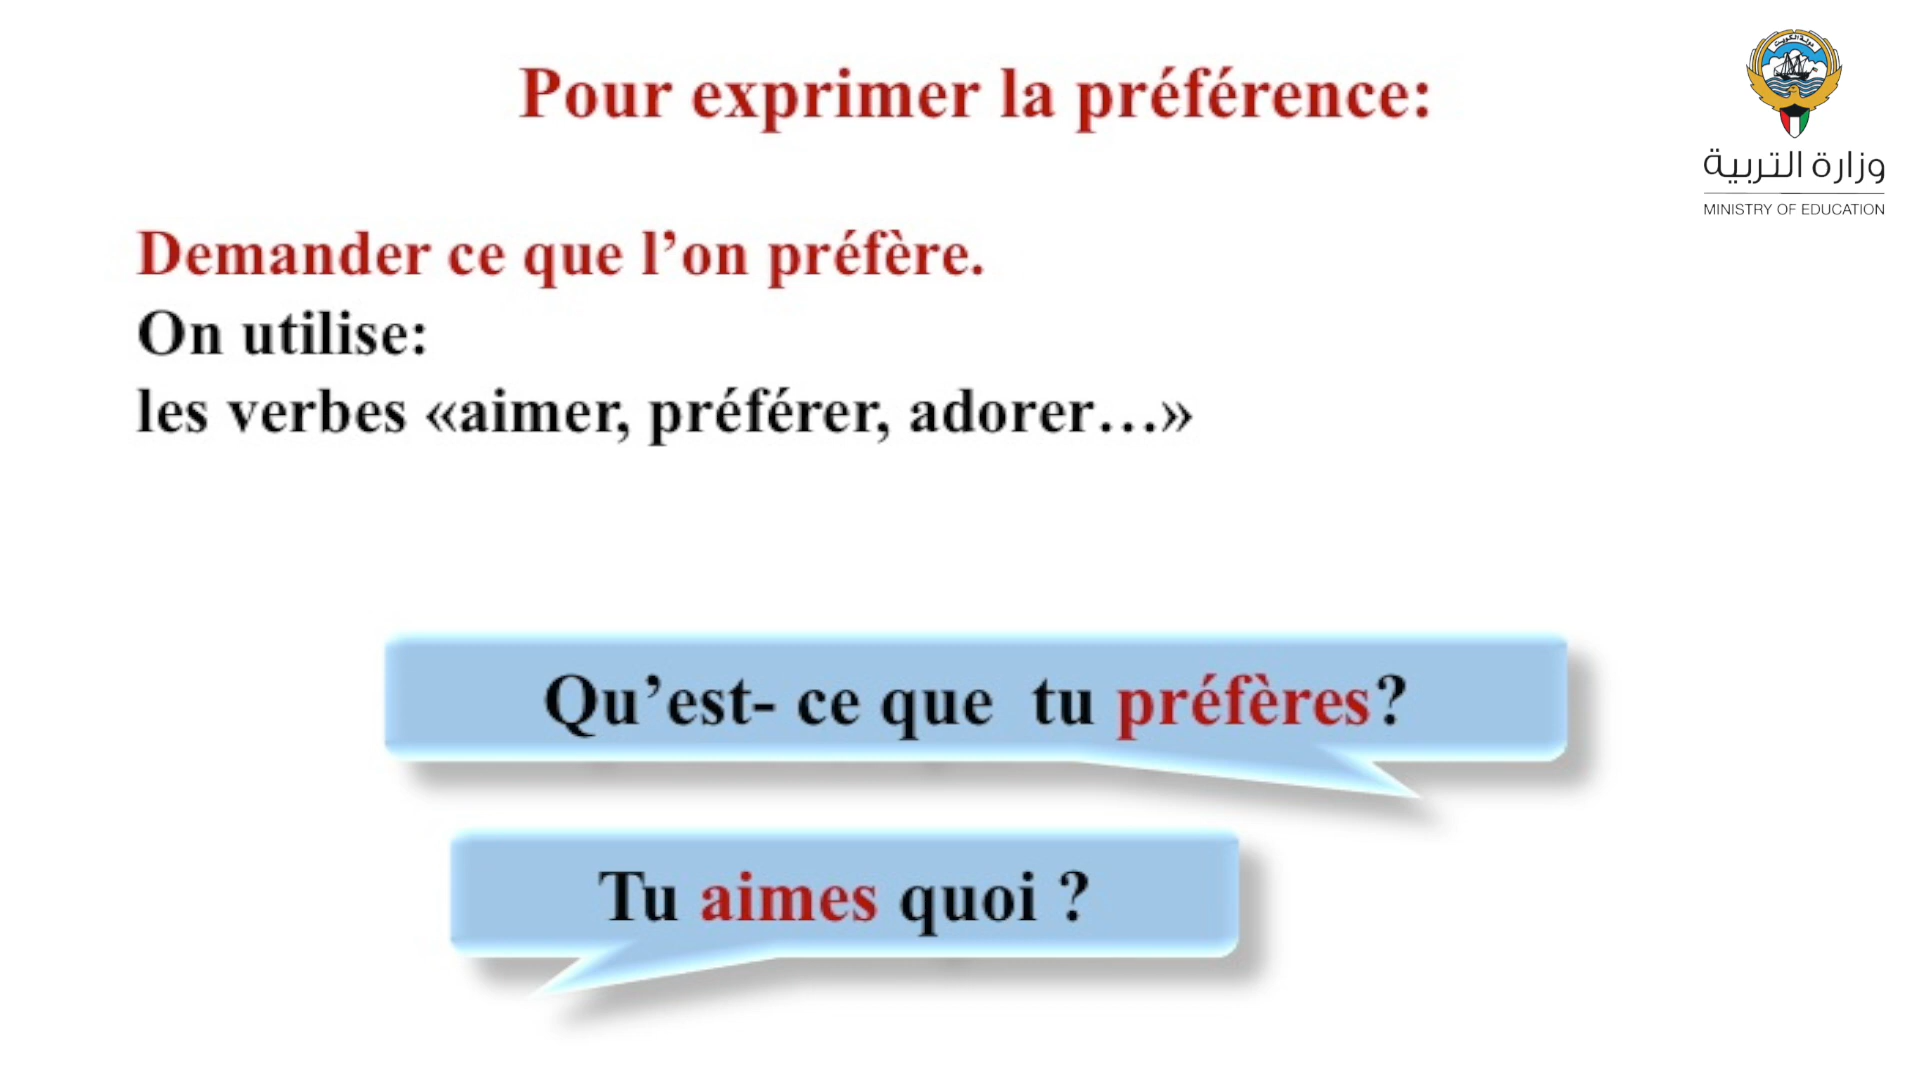 Pour exprimer la préférence:
وزارة التربية
MINISTRY OF EDUCATION
Demander ce que l’on préfère.
On utilise:
les verbes «aimer, préférer, adorer…»
Qu’est- ce que  tu préfères?
Tu aimes quoi ?